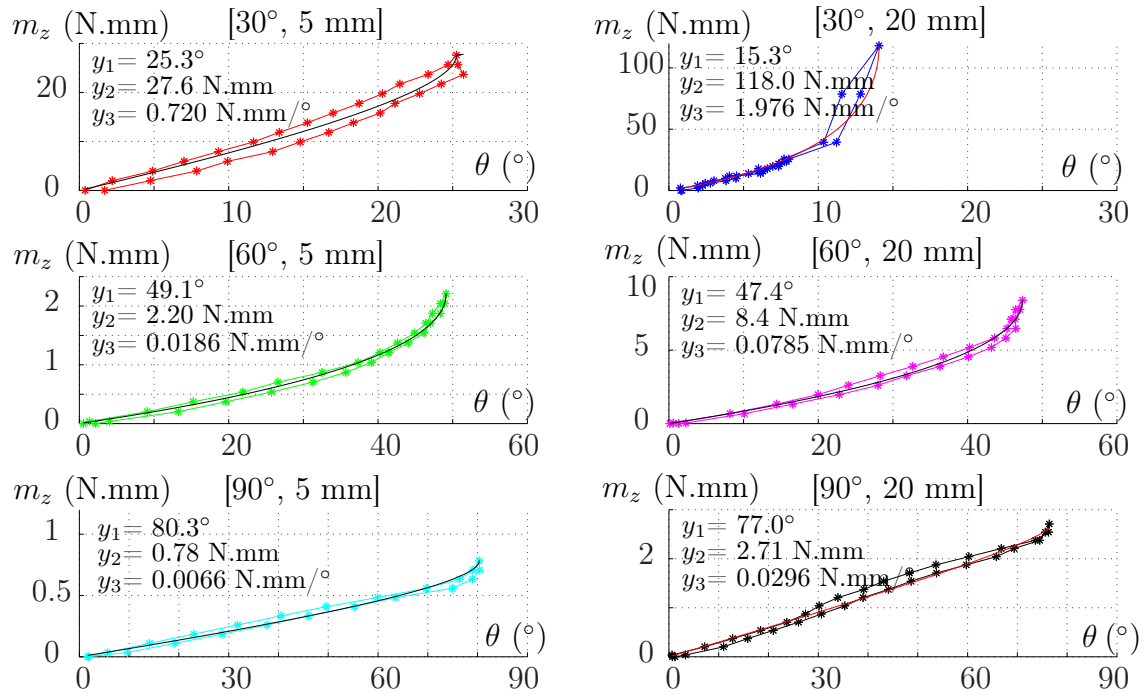 m_z (N.mm) [30°, 5 mm]
y_1= 25.3°
y_2= 27.6 N.mm
y_3= 0.720 N.mm/°
20
0
θ (°)
0 10 20 30
m_z (N.mm) [30°, 20 mm]
y_1= 15.3°
y_2= 118.0 N.mm
y_3= 1.976 N.mm/°
100
50
0
θ (°)
0 10 20 30
m_z (N.mm) [60°, 5 mm]
y_1= 49.1°
y_2= 2.20 N.mm
y_3= 0.0186 N.mm/°
2
1
0
θ (°)
0 20 40 60
m_z (N.mm) [60°, 20 mm]
y_1= 47.4°
y_2= 8.4 N.mm
y_3= 0.0785 N.mm/°
10
5
0
θ (°)
0 20 40 60
m_z (N.mm) [90°, 5 mm]
y_1= 80.3°
y_2= 0.78 N.mm
y_3= 0.0066 N.mm/°
1
0.5
0
θ (°)
30 60 90
m_z (N.mm) [90°, 20 mm]
y_1= 77.0°
y_2= 2.71 N.mm
y_3= 0.0296 N.mm/°
2
0
θ (°)
0 30 60 90